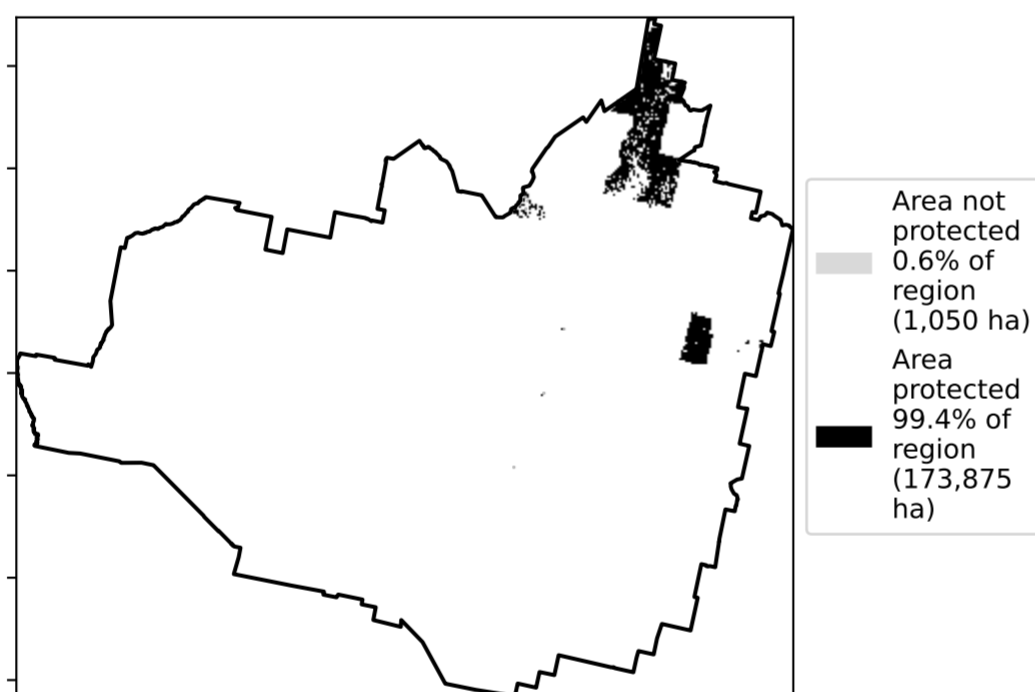 Area not
protected
0.6% of
region
(1,050 ha)
Area
protected
99.4% of
region
(173,875
ha)